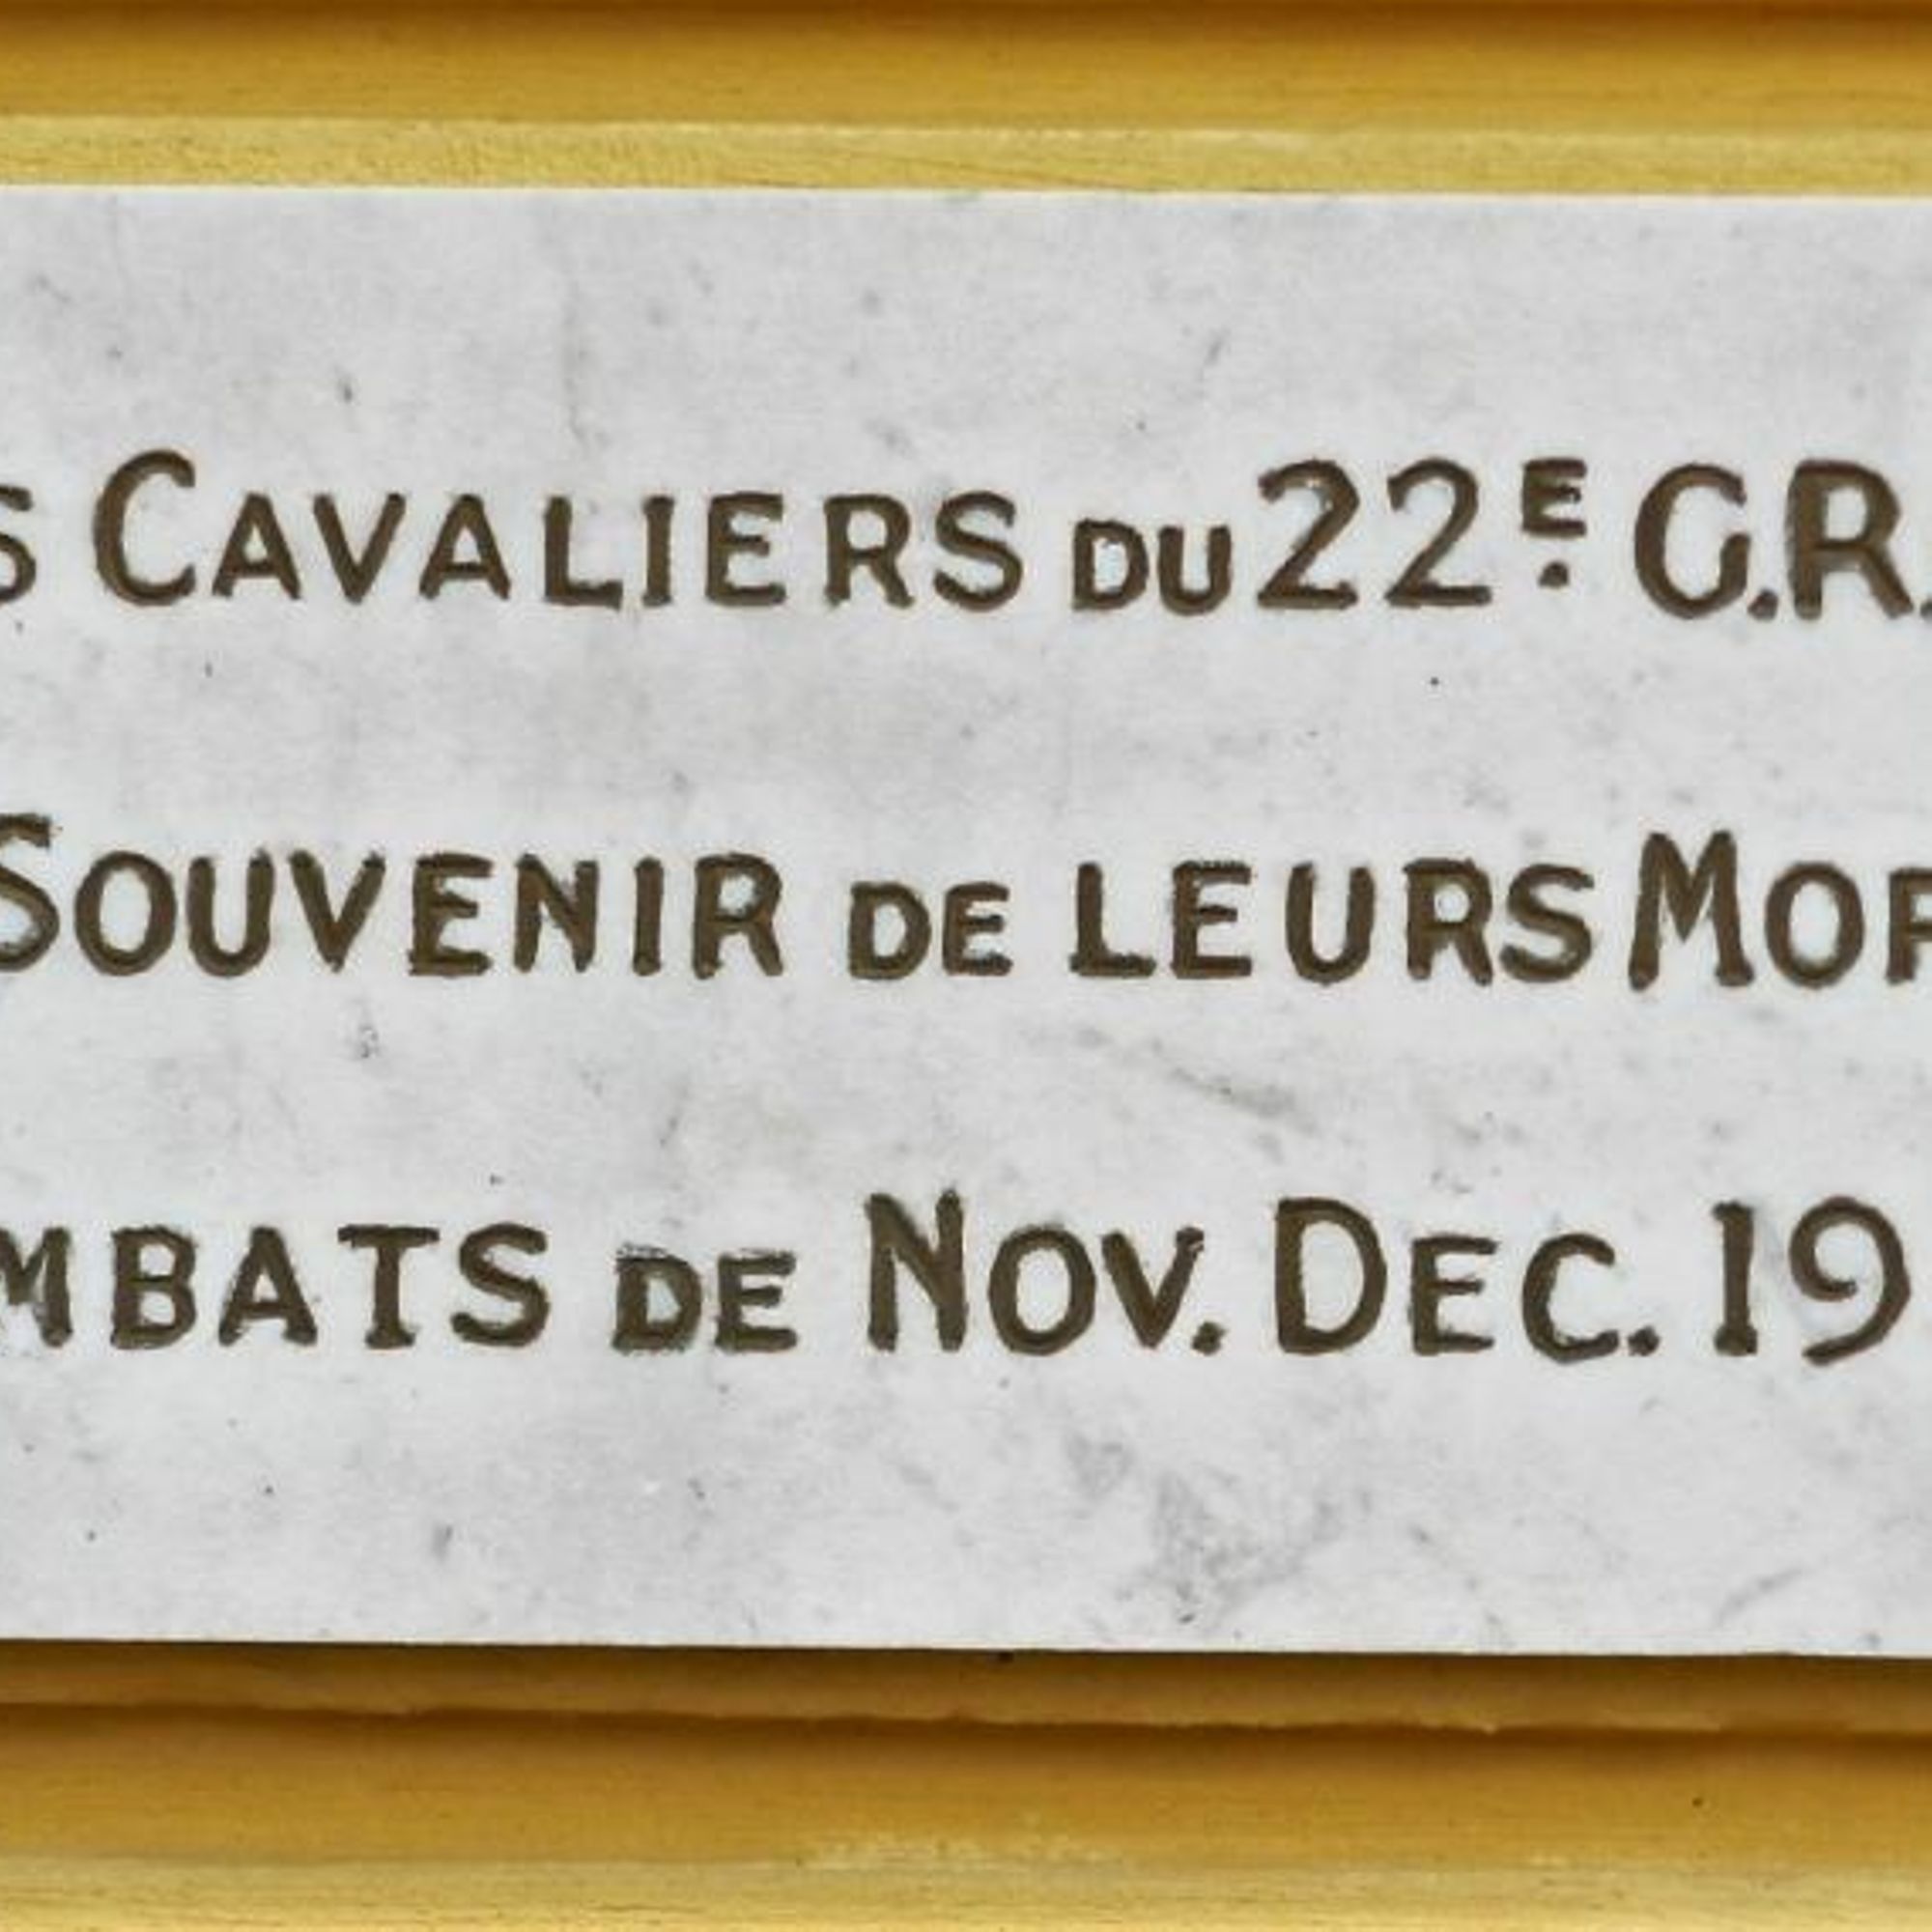 S CAVALIERS DU 22E. G.R.
SOUVENIR DE LEURS MOR
MBATS DE NOV. DEC. 19